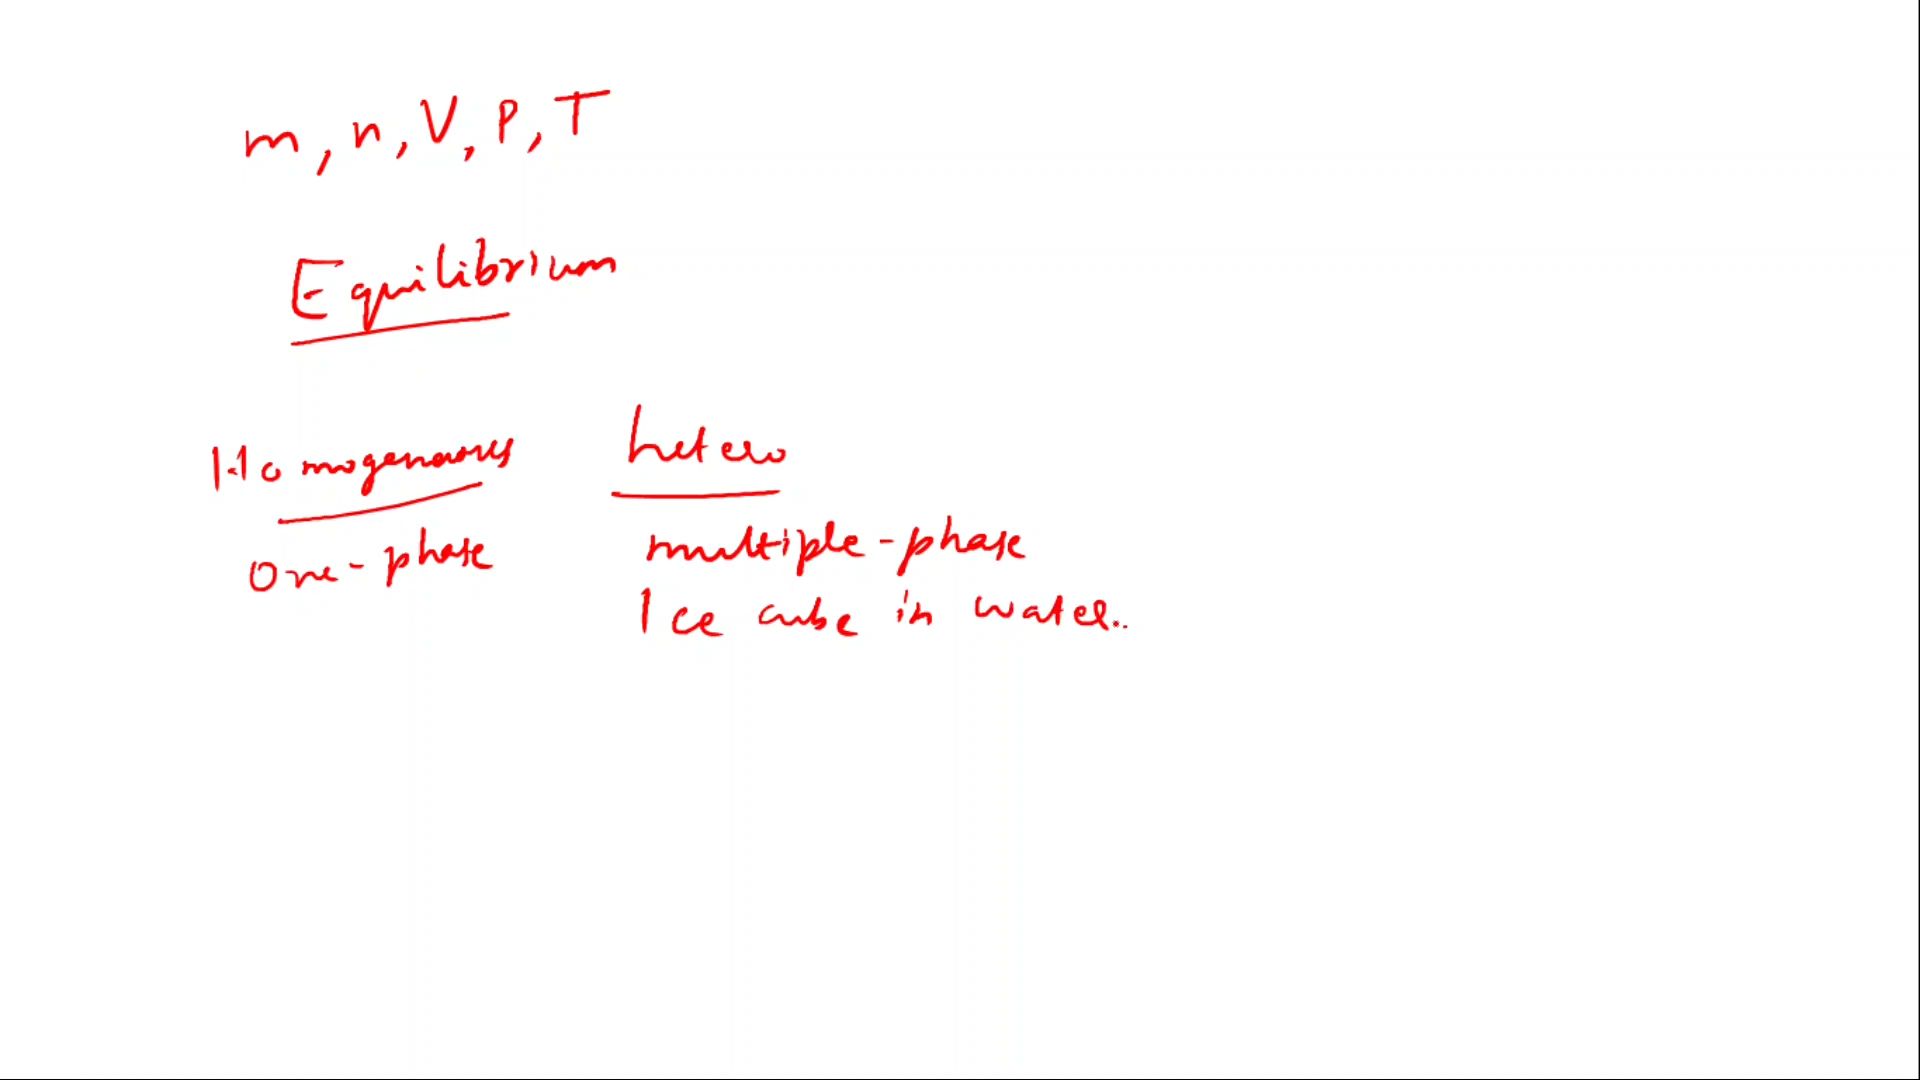 m, n, V, P, T
Equilibrium
Homogeneous
one-phase
hetero
multiple-phase
Ice cube in water..